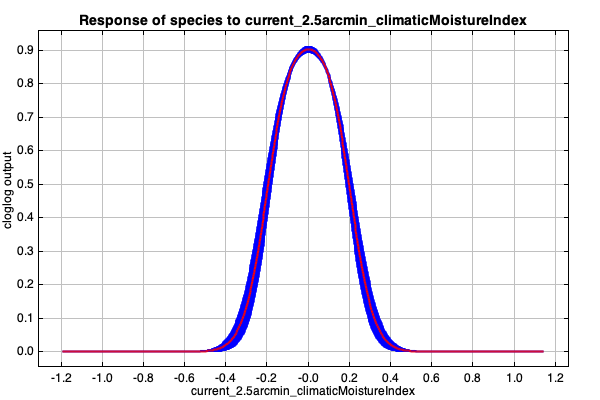 Response of species to current_2.5arcmin_climaticMoistureIndex
cloglog output
0.9
0.8
0.7
0.6
0.5
0.4
0.3
0.2
0.1
0.0
-1.2 -1.0 -0.8 -0.6 -0.4 -0.2 -0.0 0.2 0.4 0.6 0.8 1.0 1.2
current_2.5arcmin_climaticMoistureIndex